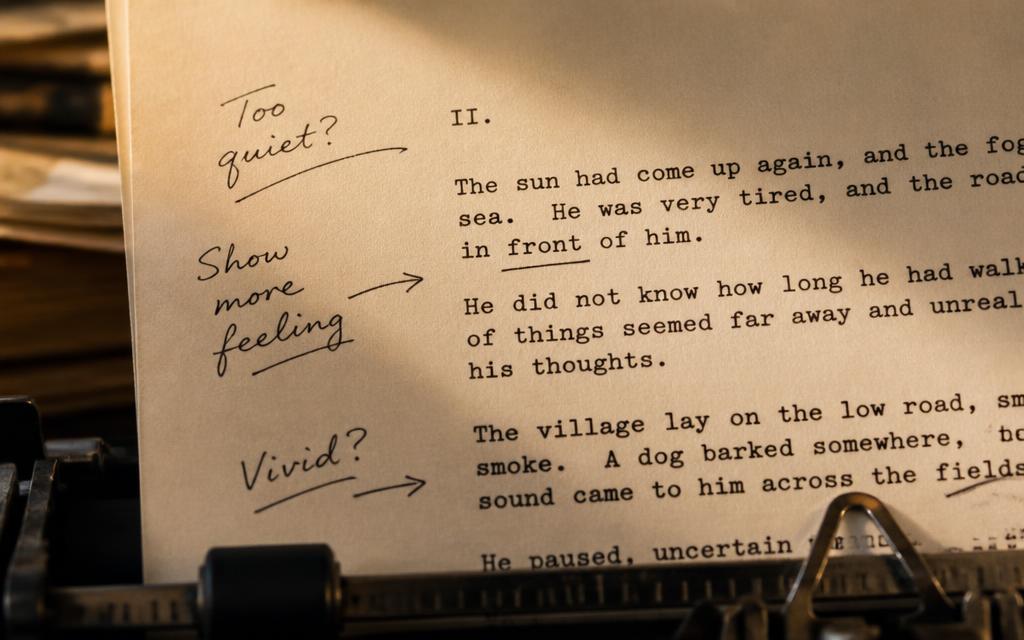 Too
quiet?
Show
more
feeling
Vivid?
II.
The sun had come up again, and the fog
sea. He was very tired, and the road
in front of him.
He did not know how long he had walk
of things seemed far away and unreal
his thoughts.
The village lay on the low road, sm
smoke. A dog barked somewhere,
sound came to him across the fields
He paused, uncertain